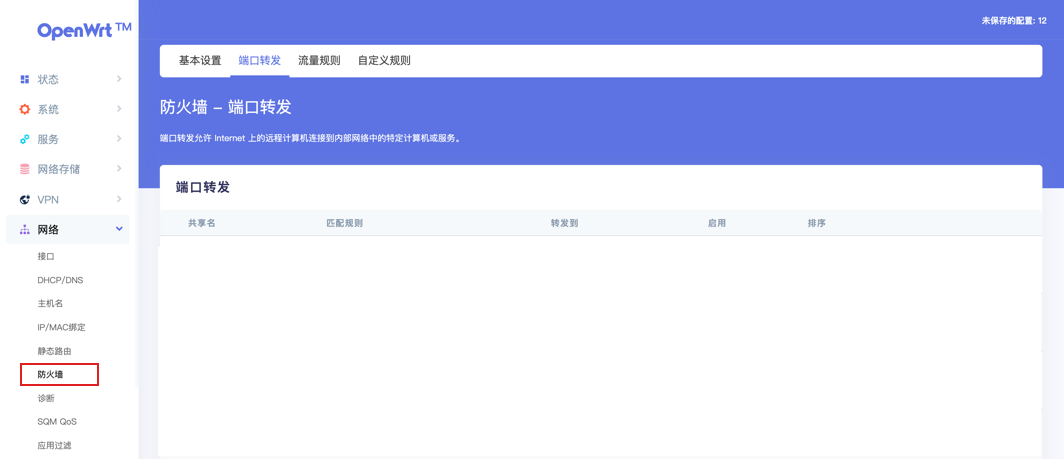 OpenWrt™
未保存的配置: 12
状态
系统
服务
网络存储
VPN
网络
接口
DHCP/DNS
主机名
IP/MAC绑定
静态路由
防火墙
诊断
SQM QoS
应用过滤
基本设置 端口转发 流量规则 自定义规则
防火墙 – 端口转发
端口转发允许 Internet 上的远程计算机连接到内部网络中的特定计算机或服务。
端口转发
共享名 匹配规则 转发到 启用 排序